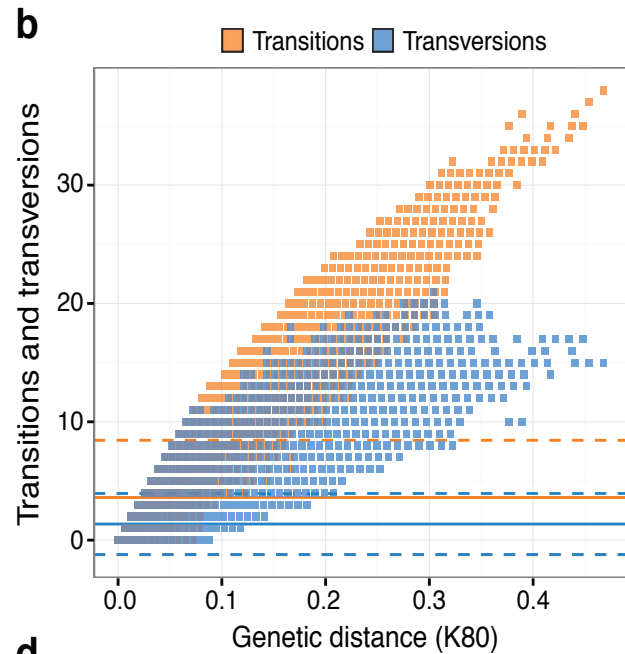 b
Transitions Transversions
Transitions and transversions
30
20
10
0
0.0 0.1 0.2 0.3 0.4
Genetic distance (K80)
d